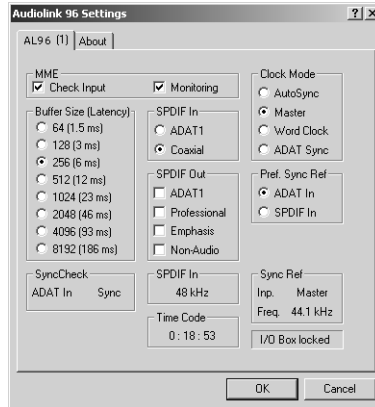 Audiolink 96 Settings
AL96 (1) About
MME
Check Input Monitoring
Buffer Size (Latency)
64 (1.5 ms)
128 (3 ms)
256 (6 ms)
512 (12 ms)
1024 (23 ms)
2048 (46 ms)
4096 (93 ms)
8192 (186 ms)
SPDIF In
ADAT1
Coaxial
SPDIF Out
ADAT1
Professional
Emphasis
Non-Audio
Clock Mode
AutoSync
Master
Word Clock
ADAT Sync
Pref. Sync Ref
ADAT In
SPDIF In
SyncCheck
ADAT In Sync
SPDIF In
48 kHz
Time Code
0 : 18 : 53
Sync Ref
Inp. Master
Freq. 44.1 kHz
I/O Box locked
OK Cancel